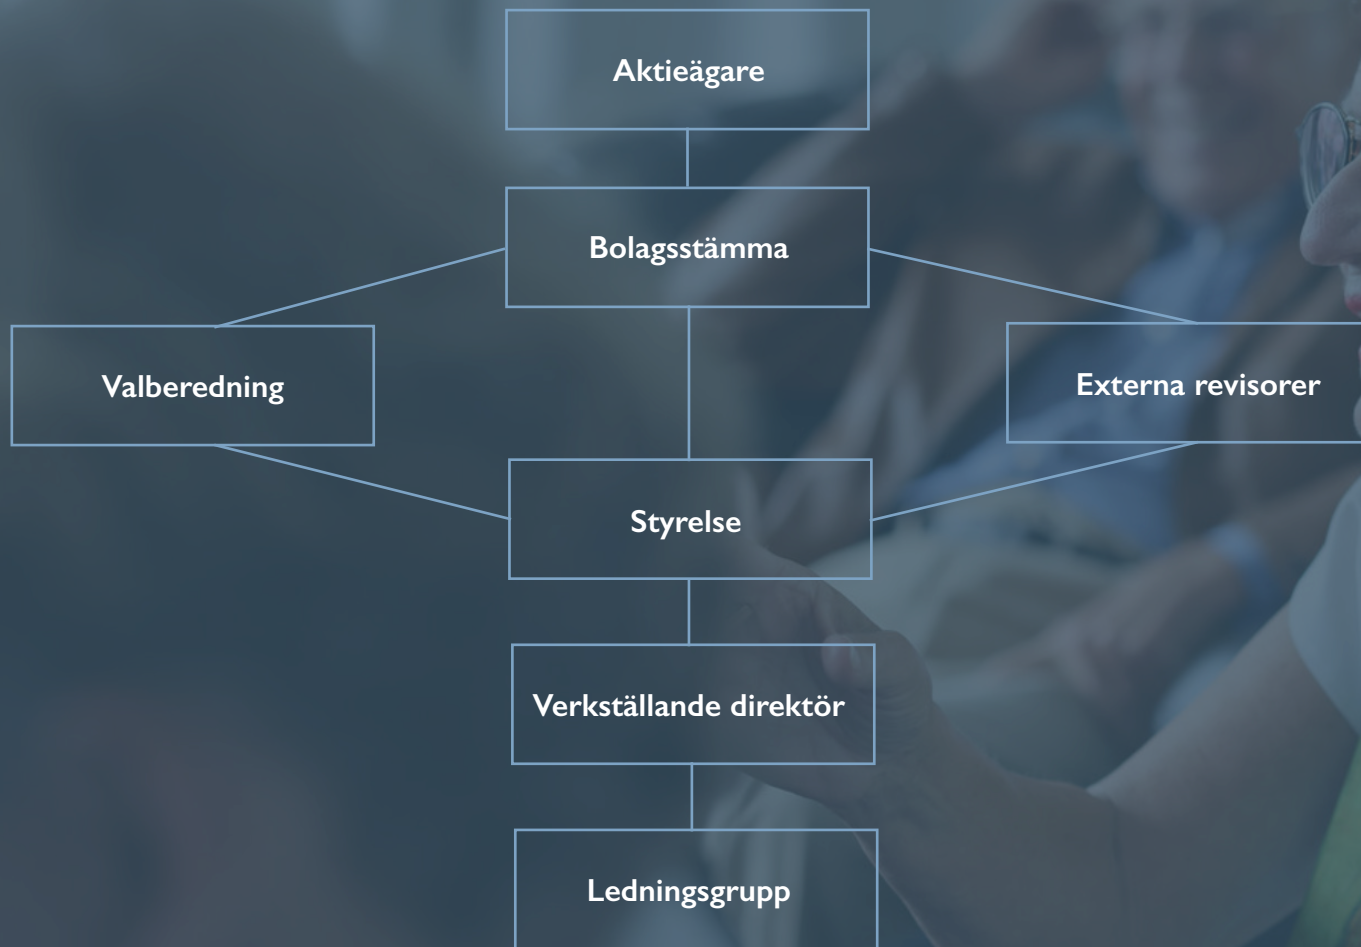 Aktieägare
Bolagsstämma
Valberedning
Externa revisorer
Styrelse
Verkställande direktör
Ledningsgrupp